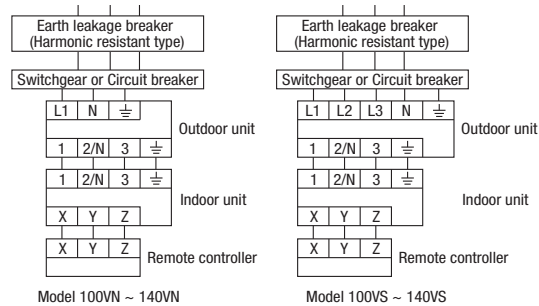 Earth leakage breaker
(Harmonic resistant type)
Switchgear or Circuit breaker
L1 N ⏚
Outdoor unit
1 2/N 3 ⏚
1 2/N 3 ⏚
Indoor unit
X Y Z
X Y Z
Remote controller
Model 100VN ~ 140VN
Earth leakage breaker
(Harmonic resistant type)
Switchgear or Circuit breaker
L1 L2 L3 N ⏚
Outdoor unit
1 2/N 3 ⏚
1 2/N 3 ⏚
Indoor unit
X Y Z
X Y Z
Remote controller
Model 100VS ~ 140VS